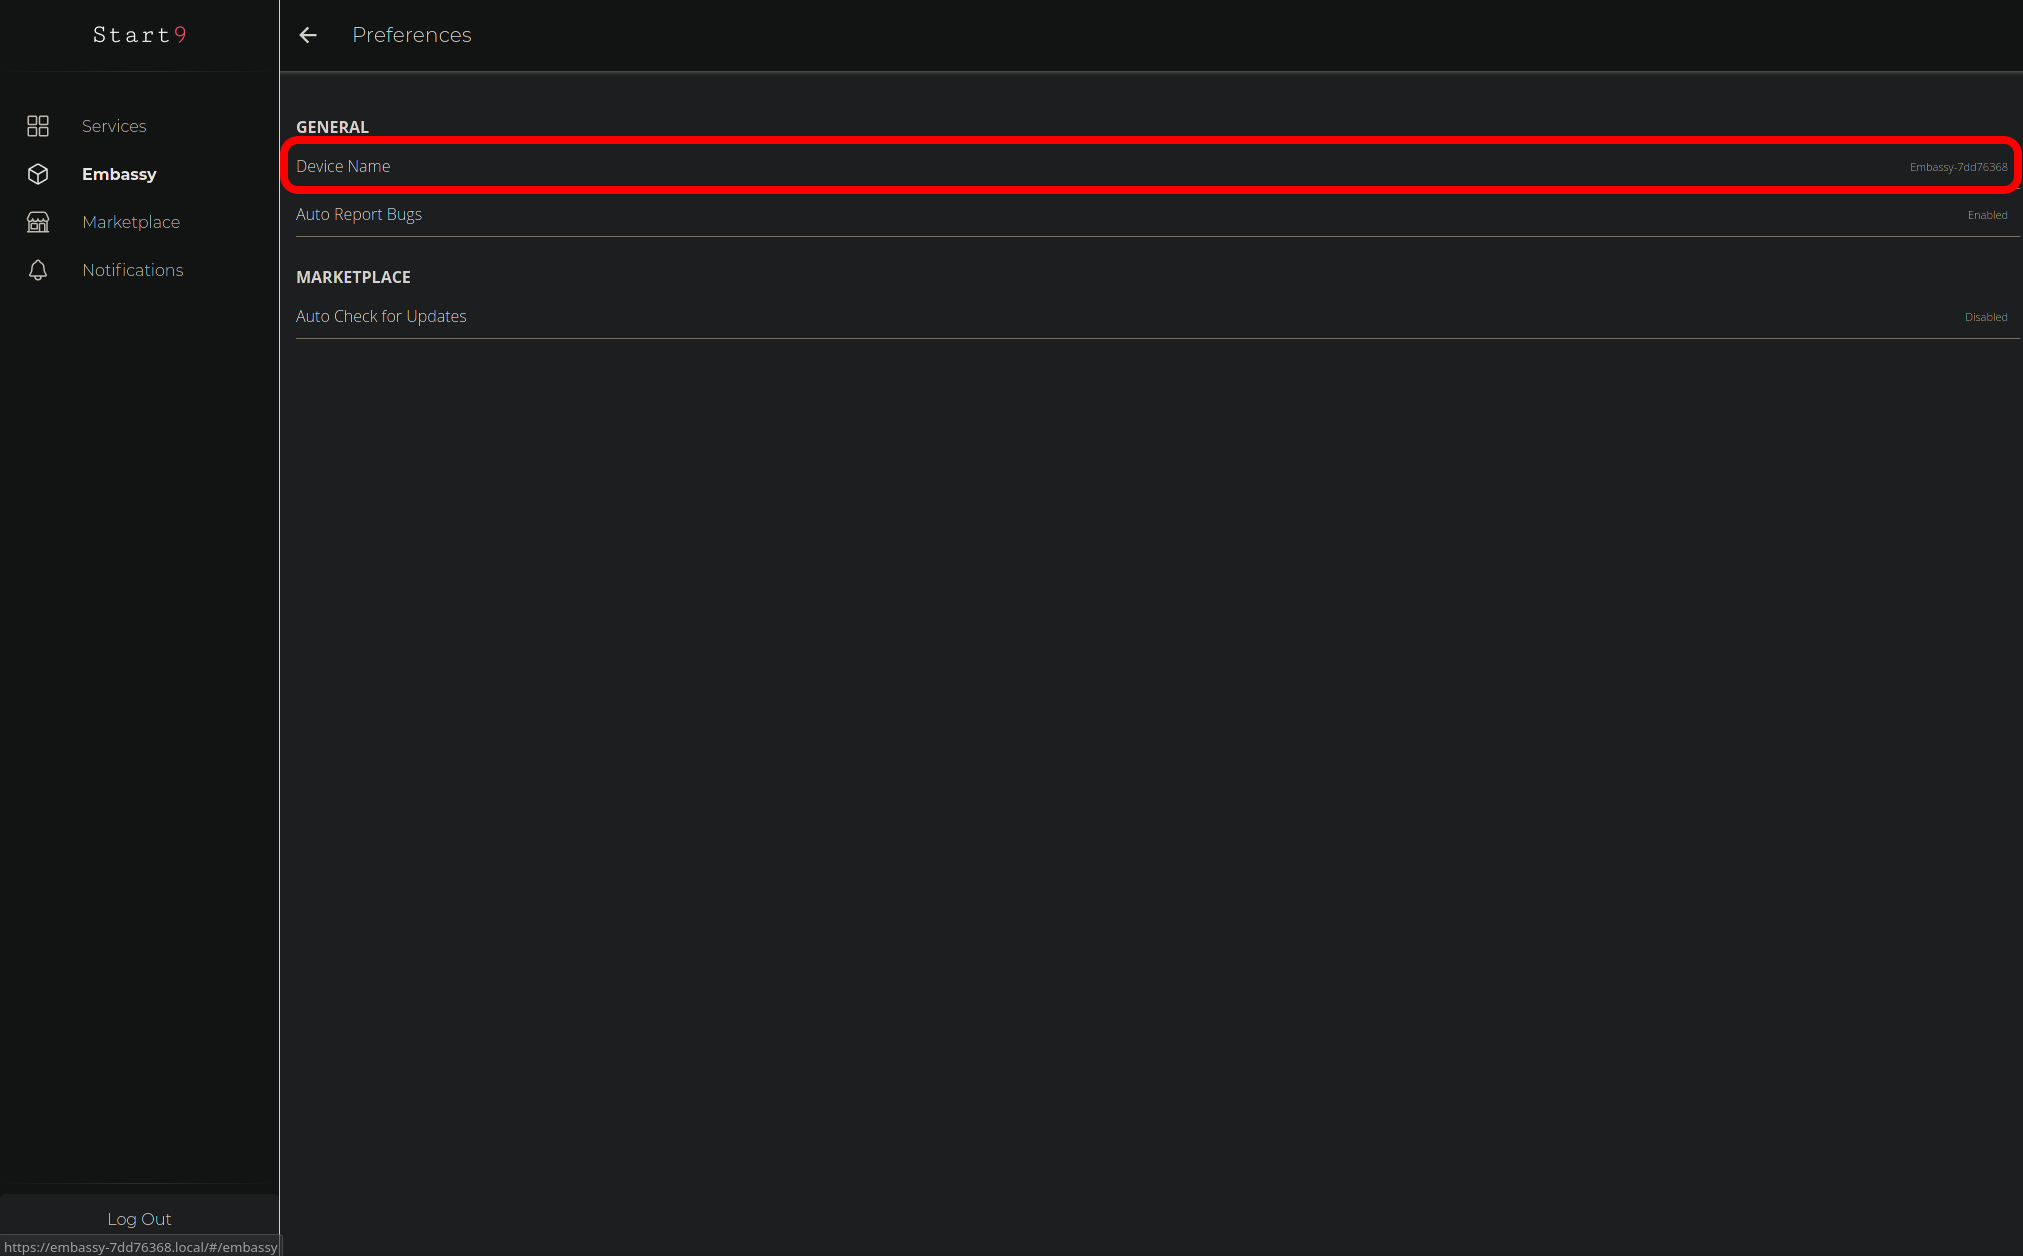 Start9
Services
Embassy
Marketplace
Notifications
Log Out
https://embassy-7dd76368.local/#/embassy
Preferences
GENERAL
Device Name Embassy-7dd76368
Auto Report Bugs Enabled
MARKETPLACE
Auto Check for Updates Disabled